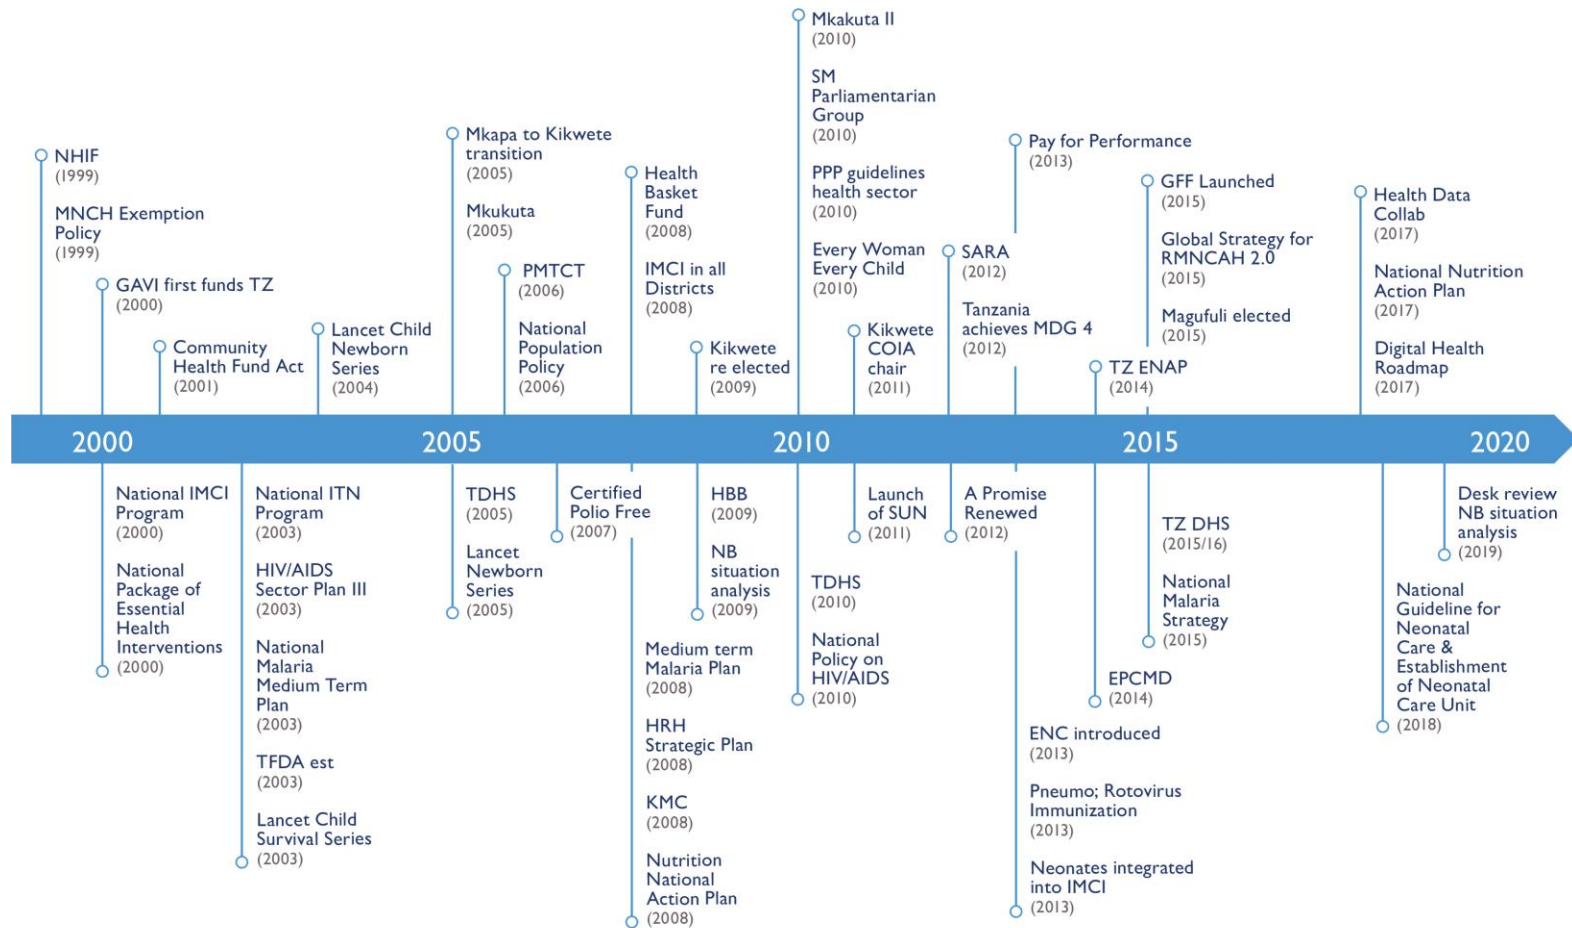 NHIF
(1999)
MNCH Exemption
Policy
(1999)
GAVI first funds TZ
(2000)
Community
Health Fund Act
(2001)
Lancet Child
Newborn
Series
(2004)
Mkapa to Kikwete
transition
(2005)
Mkukuta
(2005)
PMTCT
(2006)
National
Population
Policy
(2006)
Health
Basket
Fund
(2008)
IMCI in all
Districts
(2008)
Kikwete
re elected
(2009)
Mkakuta II
(2010)
SM
Parliamentarian
Group
(2010)
PPP guidelines
health sector
(2010)
Every Woman
Every Child
(2010)
Kikwete
COIA
chair
(2011)
SARA
(2012)
Tanzania
achieves MDG 4
(2012)
Pay for Performance
(2013)
TZ ENAP
(2014)
GFF Launched
(2015)
Global Strategy for
RMNCAH 2.0
(2015)
Magufuli elected
(2015)
Health Data
Collab
(2017)
National Nutrition
Action Plan
(2017)
Digital Health
Roadmap
(2017)
2000
2005
2010
2015
2020
National IMCI
Program
(2000)
National
Package of
Essential
Health
Interventions
(2000)
National ITN
Program
(2003)
HIV/AIDS
Sector Plan III
(2003)
National
Malaria
Medium Term
Plan
(2003)
TFDA est
(2003)
Lancet Child
Survival Series
(2003)
TDHS
(2005)
Lancet
Newborn
Series
(2005)
Certified
Polio Free
(2007)
Medium term
Malaria Plan
(2008)
HRH
Strategic Plan
(2008)
KMC
(2008)
Nutrition
National
Action Plan
(2008)
HBB
(2009)
NB
situation
analysis
(2009)
TDHS
(2010)
National
Policy on
HIV/AIDS
(2010)
Launch
of SUN
(2011)
A Promise
Renewed
(2012)
ENC introduced
(2013)
Pneumo; Rotovirus
Immunization
(2013)
Neonates integrated
into IMCI
(2013)
EPCMD
(2014)
TZ DHS
(2015/16)
National
Malaria
Strategy
(2015)
National
Guideline for
Neonatal
Care &
Establishment
of Neonatal
Care Unit
(2018)
Desk review
NB situation
analysis
(2019)